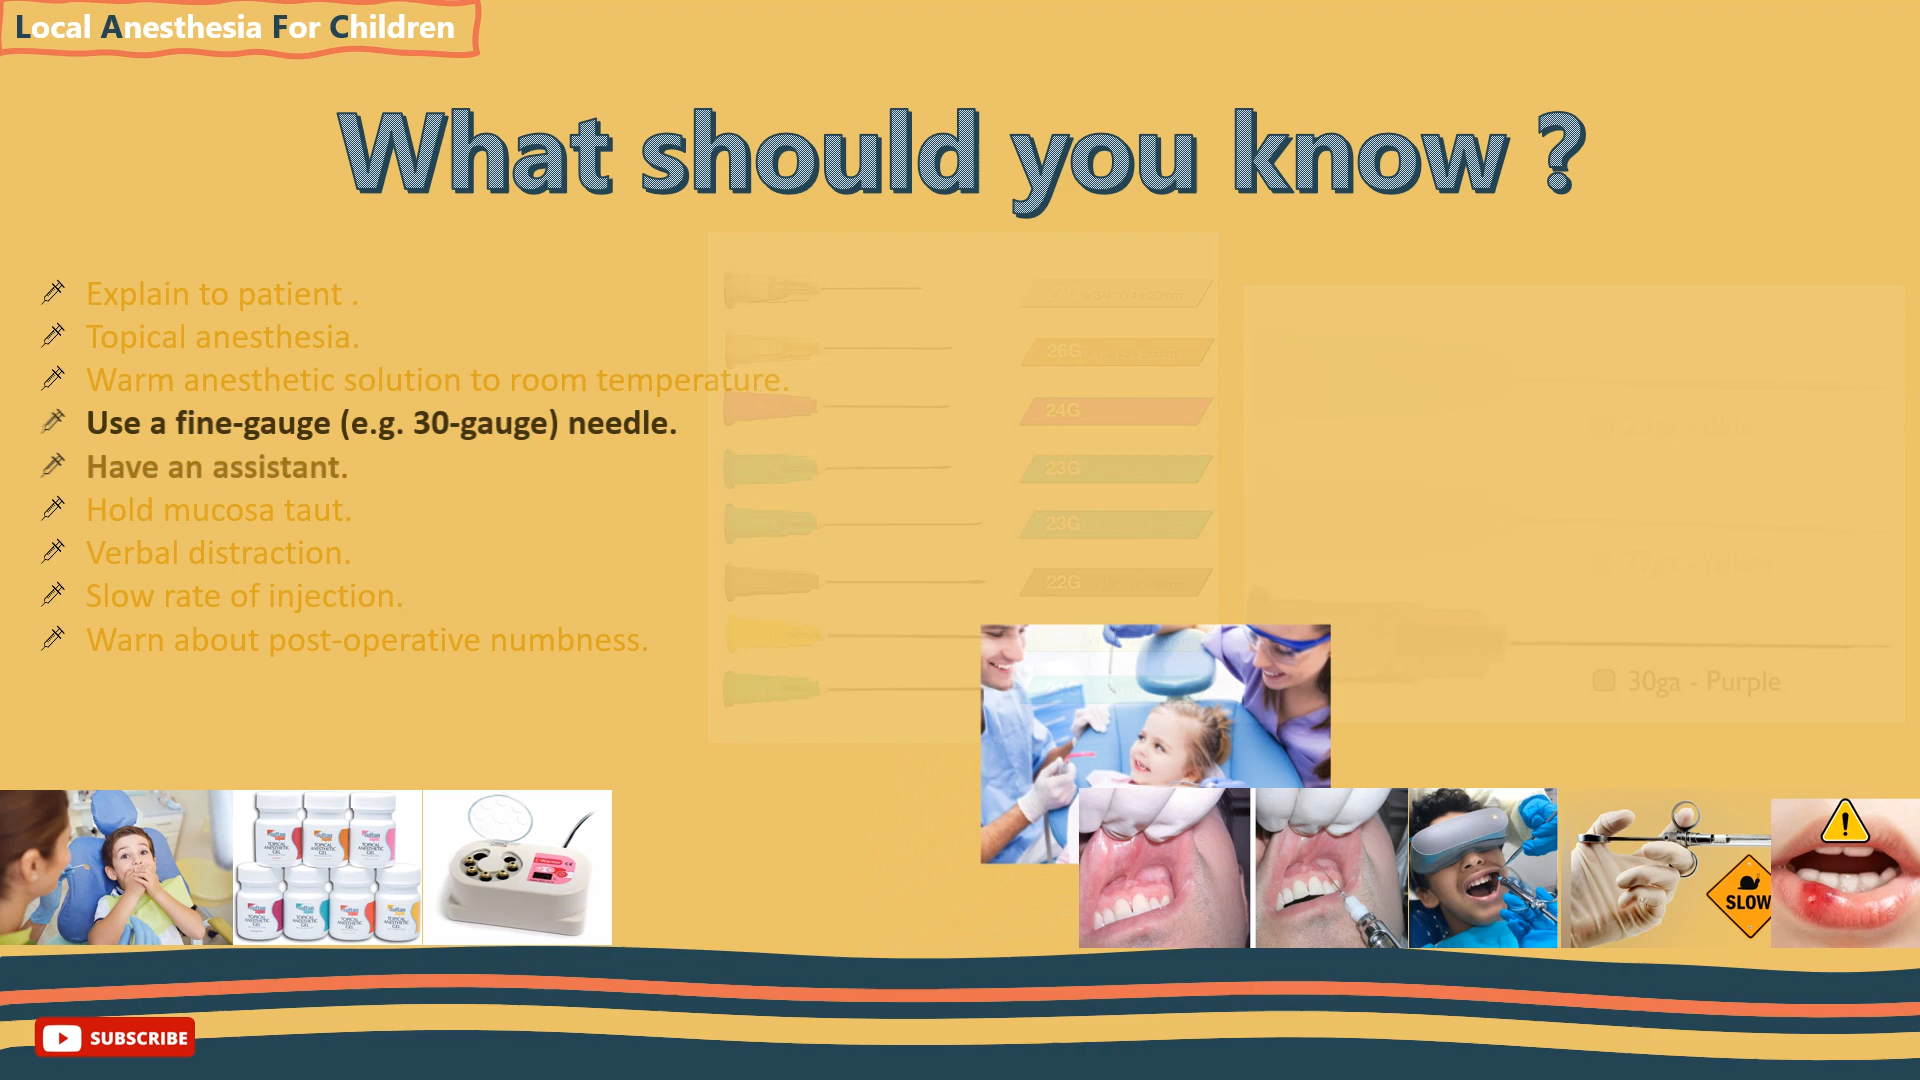 Local Anesthesia For Children
What should you know ?
Explain to patient .
Topical anesthesia.
Warm anesthetic solution to room temperature.
Use a fine-gauge (e.g. 30-gauge) needle.
Have an assistant.
Hold mucosa taut.
Verbal distraction.
Slow rate of injection.
Warn about post-operative numbness.
26G
24G
23G
23G
22G
30ga - Purple
SLOW
SUBSCRIBE